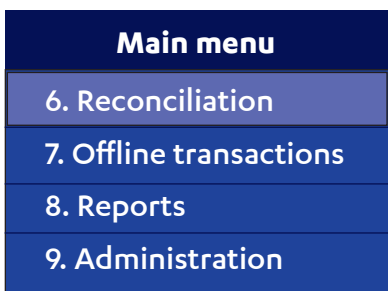 Main menu
6. Reconciliation
7. Offline transactions
8. Reports
9. Administration